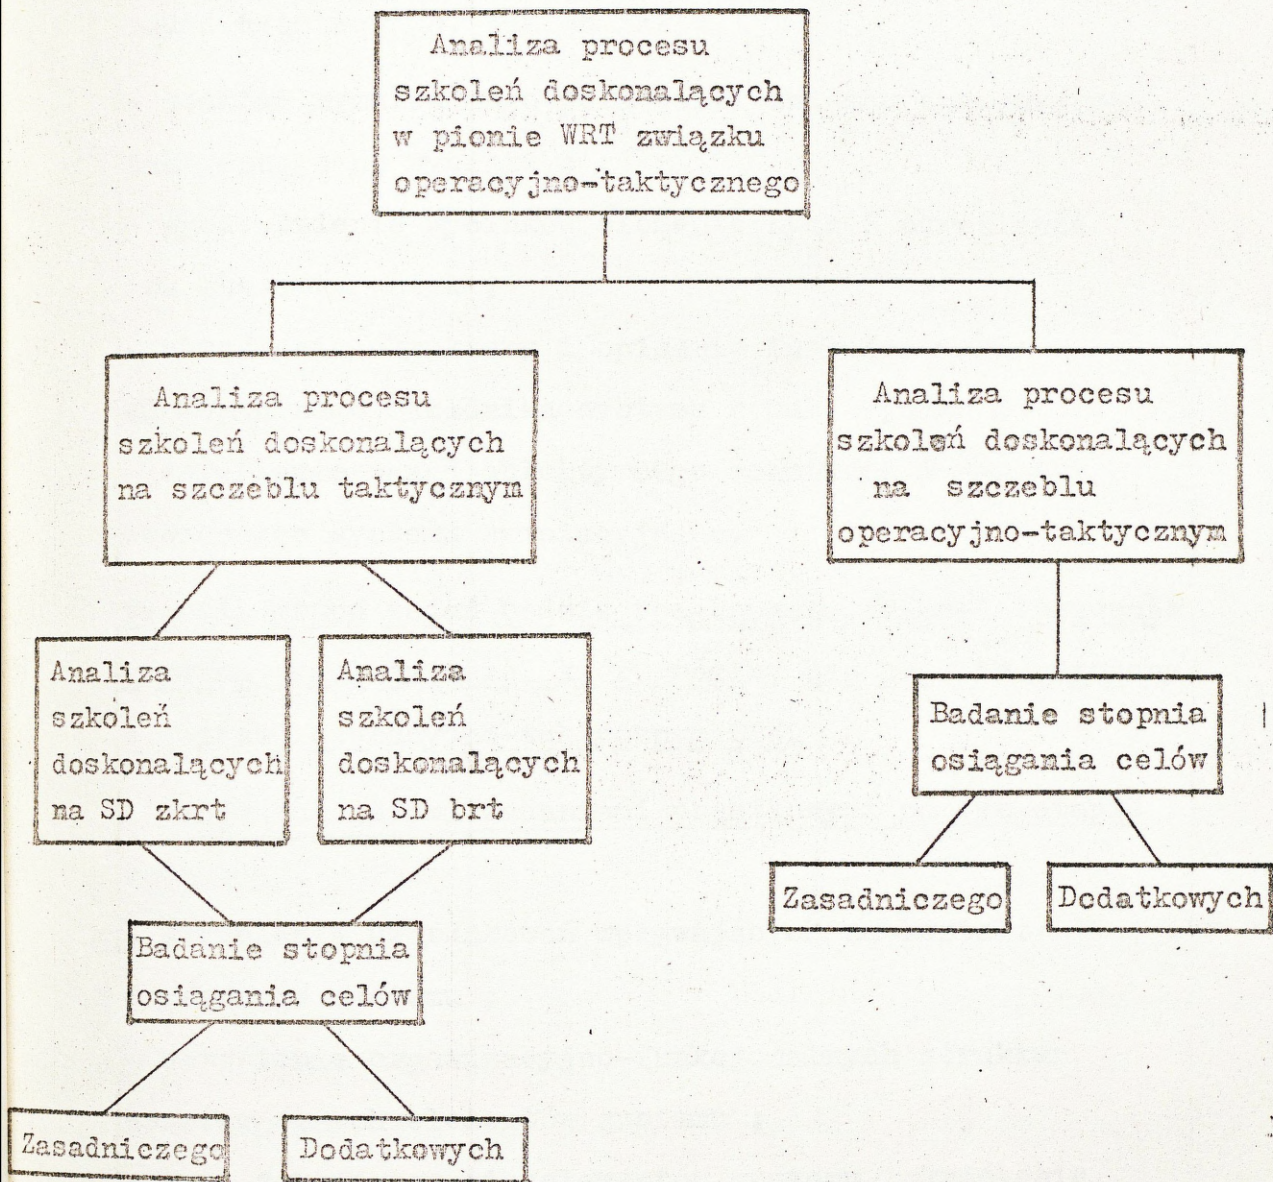 Analiza procesu
szkoleń doskonalących
w pionie WRT związku
operacyjno-taktycznego
Analiza procesu
szkoleń doskonalących
na szczeblu taktycznym
Analiza procesu
szkoleń doskonalących
na szczeblu
operacyjno-taktycznym
Analiza
szkoleń
doskonalących
na SD zkrt
Analiza
szkoleń
doskonalących
na SD brt
Badanie stopnia
osiągania celów
Zasadniczego
Dodatkowych
Badanie stopnia
osiągania celów
Zasadniczego
Dodatkowych